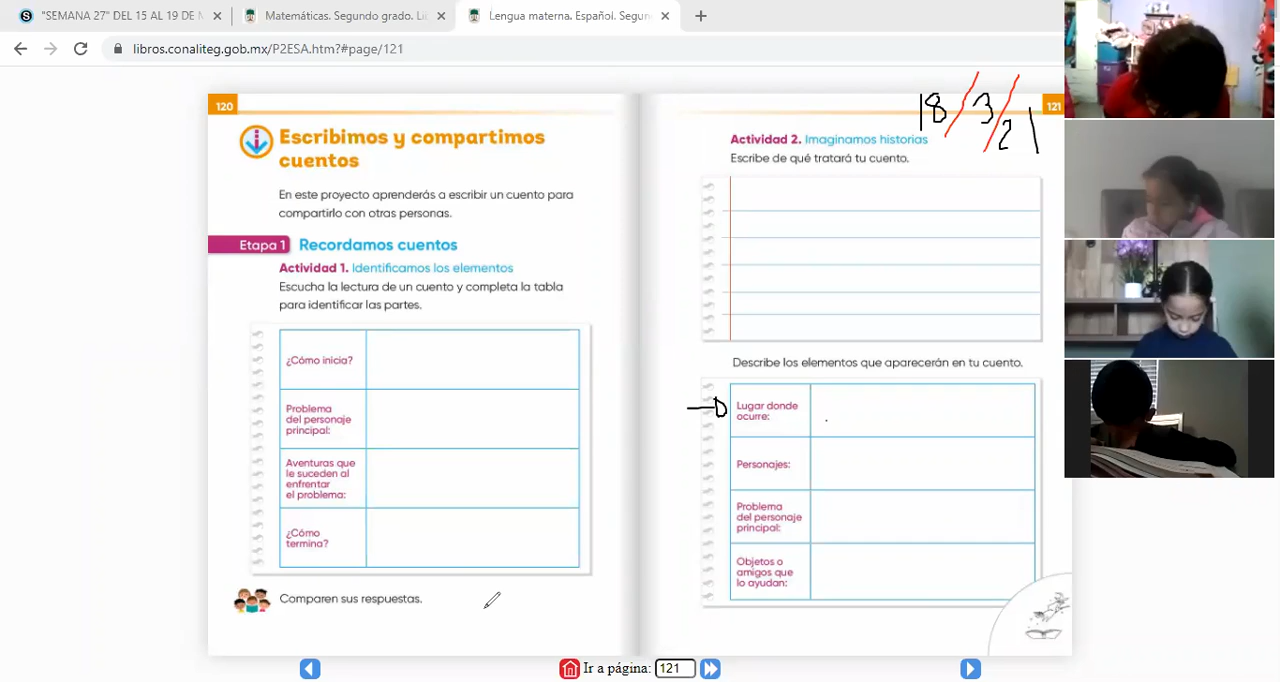 "SEMANA 27" DEL 15 AL 19 DE M
Matemáticas. Segundo grado. Li
Lengua materna. Español. Segun
libros.conaliteg.gob.mx/P2ESA.htm?#page/121
120
Escribimos y compartimos
cuentos
En este proyecto aprenderás a escribir un cuento para
compartirlo con otras personas.
Etapa 1 Recordamos cuentos
Actividad 1. Identificamos los elementos
Escucha la lectura de un cuento y completa la tabla
para identificar las partes.
¿Cómo inicia?
Problema
del personaje
principal:
Aventuras que
le suceden al
enfrentar
el problema:
¿Cómo
termina?
Comparen sus respuestas.
18/3/21
121
Actividad 2. Imaginamos historias
Escribe de qué tratará tu cuento.
Describe los elementos que aparecerán en tu cuento.
Lugar donde
ocurre:
Personajes:
Problema
del personaje
principal:
Objetos o
amigos que
lo ayudan:
Ir a página: 121